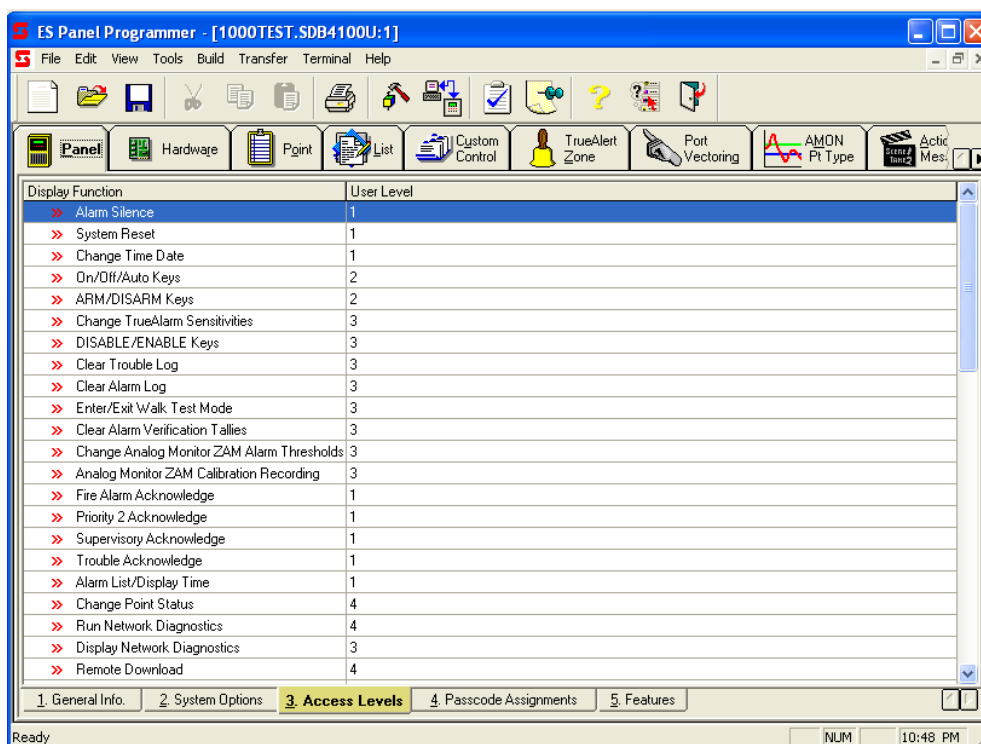 ES Panel Programmer - [1000TEST.SDB4100U:1]
File Edit View Tools Build Transfer Terminal Help
Panel Hardware Point List Custom Control TrueAlert Zone Port Vectoring AMON Pt Type Actic Mes:
Display Function User Level
Alarm Silence 1
System Reset 1
Change Time Date 1
On/Off/Auto Keys 2
ARM/DISARM Keys 2
Change TrueAlarm Sensitivities 3
DISABLE/ENABLE Keys 3
Clear Trouble Log 3
Clear Alarm Log 3
Enter/Exit Walk Test Mode 3
Clear Alarm Verification Tallies 3
Change Analog Monitor ZAM Alarm Thresholds 3
Analog Monitor ZAM Calibration Recording 3
Fire Alarm Acknowledge 1
Priority 2 Acknowledge 1
Supervisory Acknowledge 1
Trouble Acknowledge 1
Alarm List/Display Time 1
Change Point Status 4
Run Network Diagnostics 4
Display Network Diagnostics 3
Remote Download 4
1. General Info. 2. System Options 3. Access Levels 4. Passcode Assignments 5. Features
Ready NUM 10:48 PM